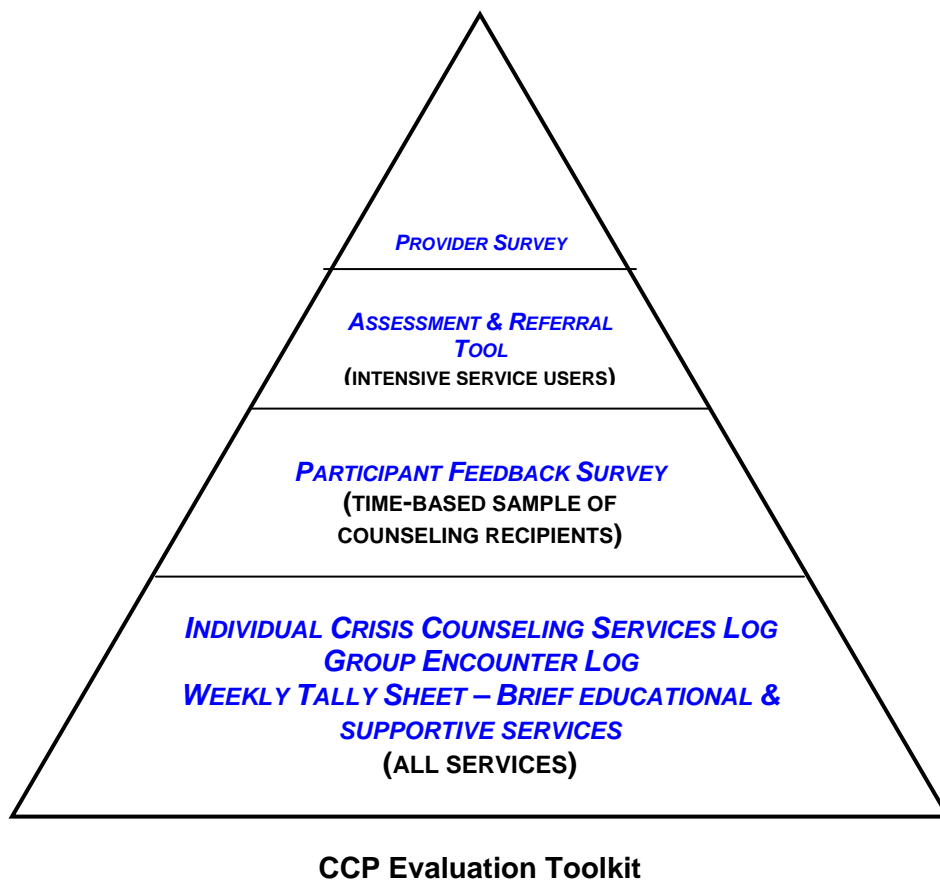 PROVIDER SURVEY
ASSESSMENT & REFERRAL
TOOL
(INTENSIVE SERVICE USERS)
PARTICIPANT FEEDBACK SURVEY
(TIME-BASED SAMPLE OF
COUNSELING RECIPIENTS)
INDIVIDUAL CRISIS COUNSELING SERVICES LOG
GROUP ENCOUNTER LOG
WEEKLY TALLY SHEET – BRIEF EDUCATIONAL &
SUPPORTIVE SERVICES
(ALL SERVICES)
CCP Evaluation Toolkit